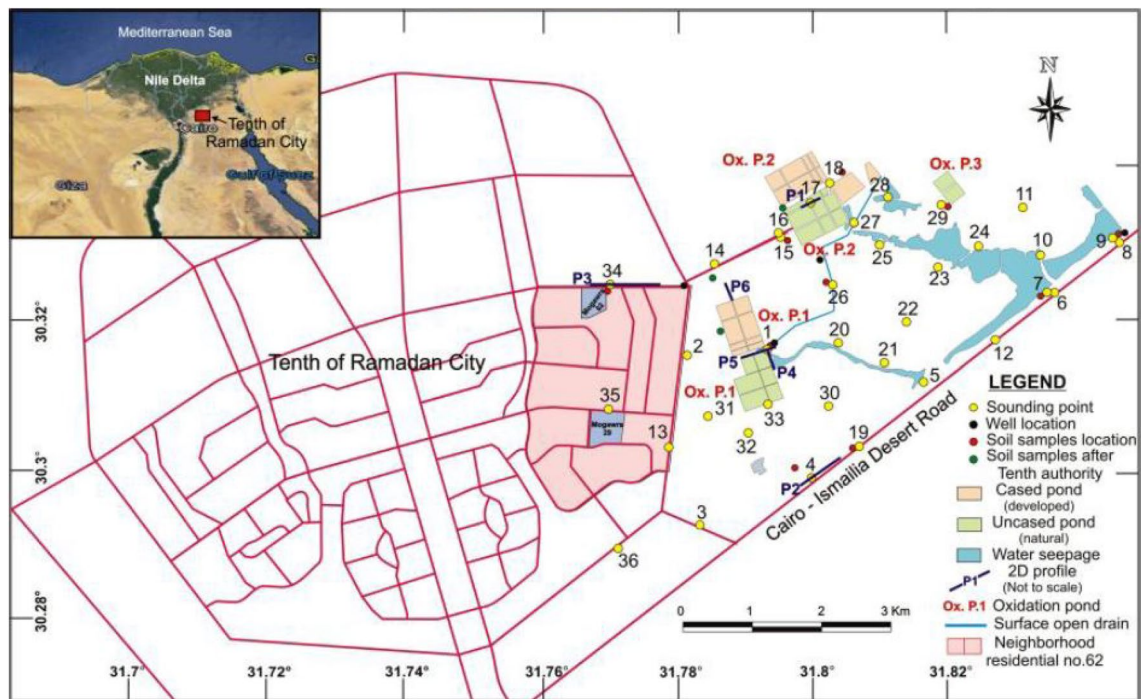 Mediterranean Sea
Nile Delta
Cairo
Tenth of
Ramadan City
Giza
Gulf of Suez
N
Ox. P.2
18
28
Ox. P.3
P1
17
11
16
15
27
29
14
Ox. P.2
25
24
10
9
8
P3
34
P6
26
23
7
6
Mogawra
Ox. P.1
22
30.32
1
20
12
Tenth of Ramadan City
2
P5
P4
21
5
Ox. P.1
35
31
33
30
Mogawra
32
13
19
30.3
4
P2
Cairo - Ismailia Desert Road
3
36
30.28
0 1 2 3 Km
31.7°
31.72°
31.74°
31.76°
31.78°
31.8°
31.82°
LEGEND
Sounding point
Well location
Soil samples location
Soil samples after
Tenth authority
Cased pond
(developed)
Uncased pond
(natural)
Water seepage
P1
2D profile
(Not to scale)
Ox. P.1 Oxidation pond
Surface open drain
Neighborhood
residential no.62